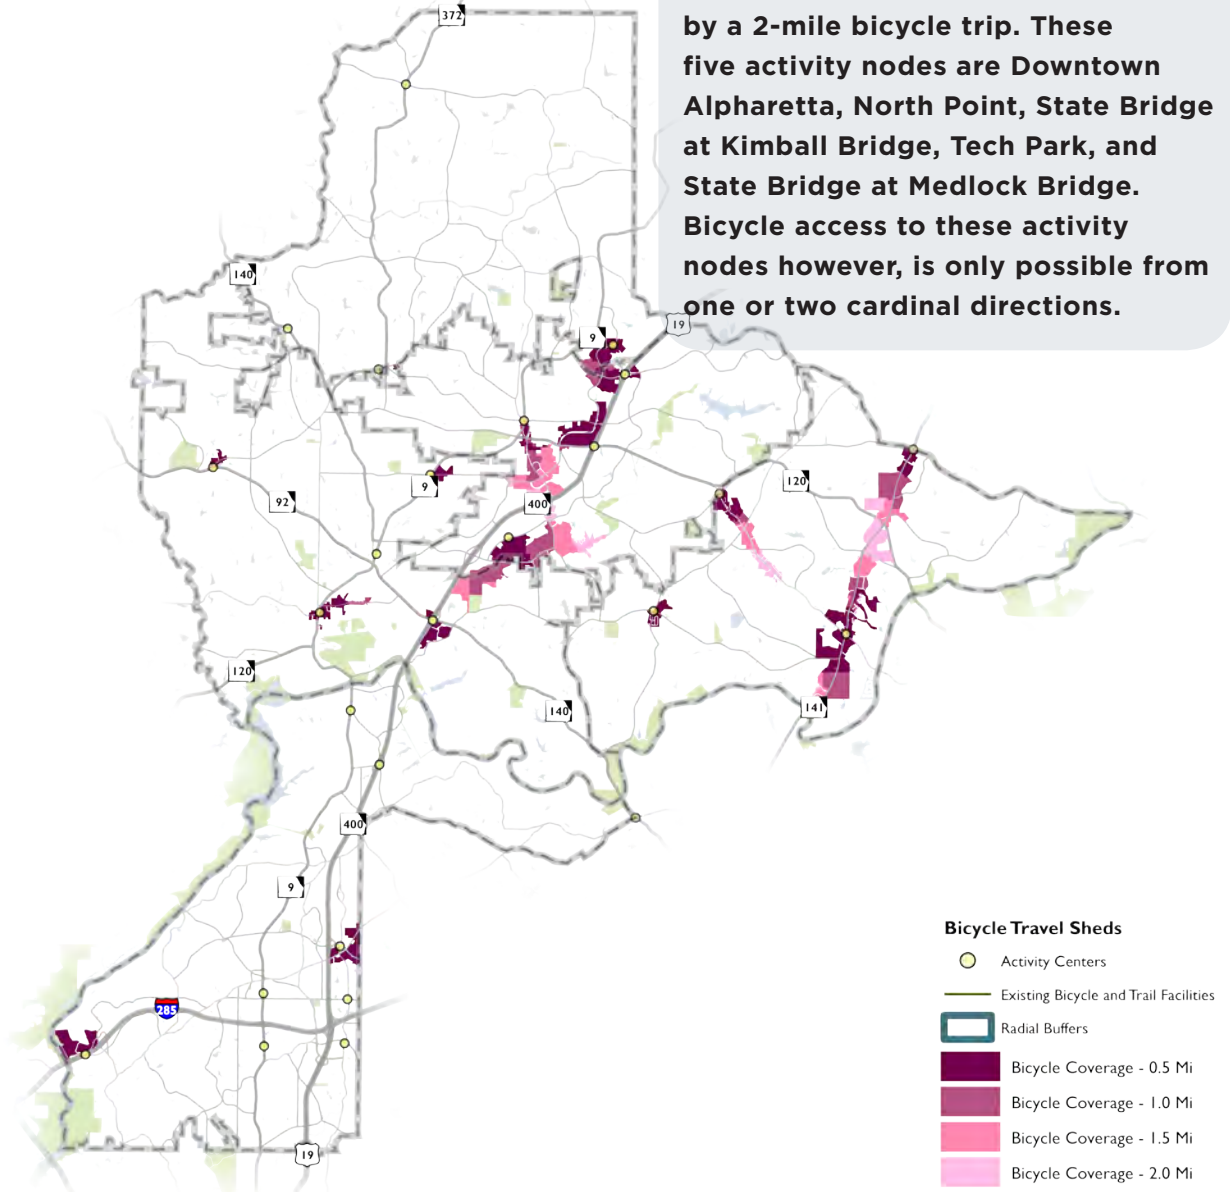 by a 2-mile bicycle trip. These
five activity nodes are Downtown
Alpharetta, North Point, State Bridge
at Kimball Bridge, Tech Park, and
State Bridge at Medlock Bridge.
Bicycle access to these activity
nodes however, is only possible from
one or two cardinal directions.
372
140
19
9
120
9
92
400
120
140
141
400
9
285
19
Bicycle Travel Sheds
Activity Centers
Existing Bicycle and Trail Facilities
Radial Buffers
Bicycle Coverage - 0.5 Mi
Bicycle Coverage - 1.0 Mi
Bicycle Coverage - 1.5 Mi
Bicycle Coverage - 2.0 Mi